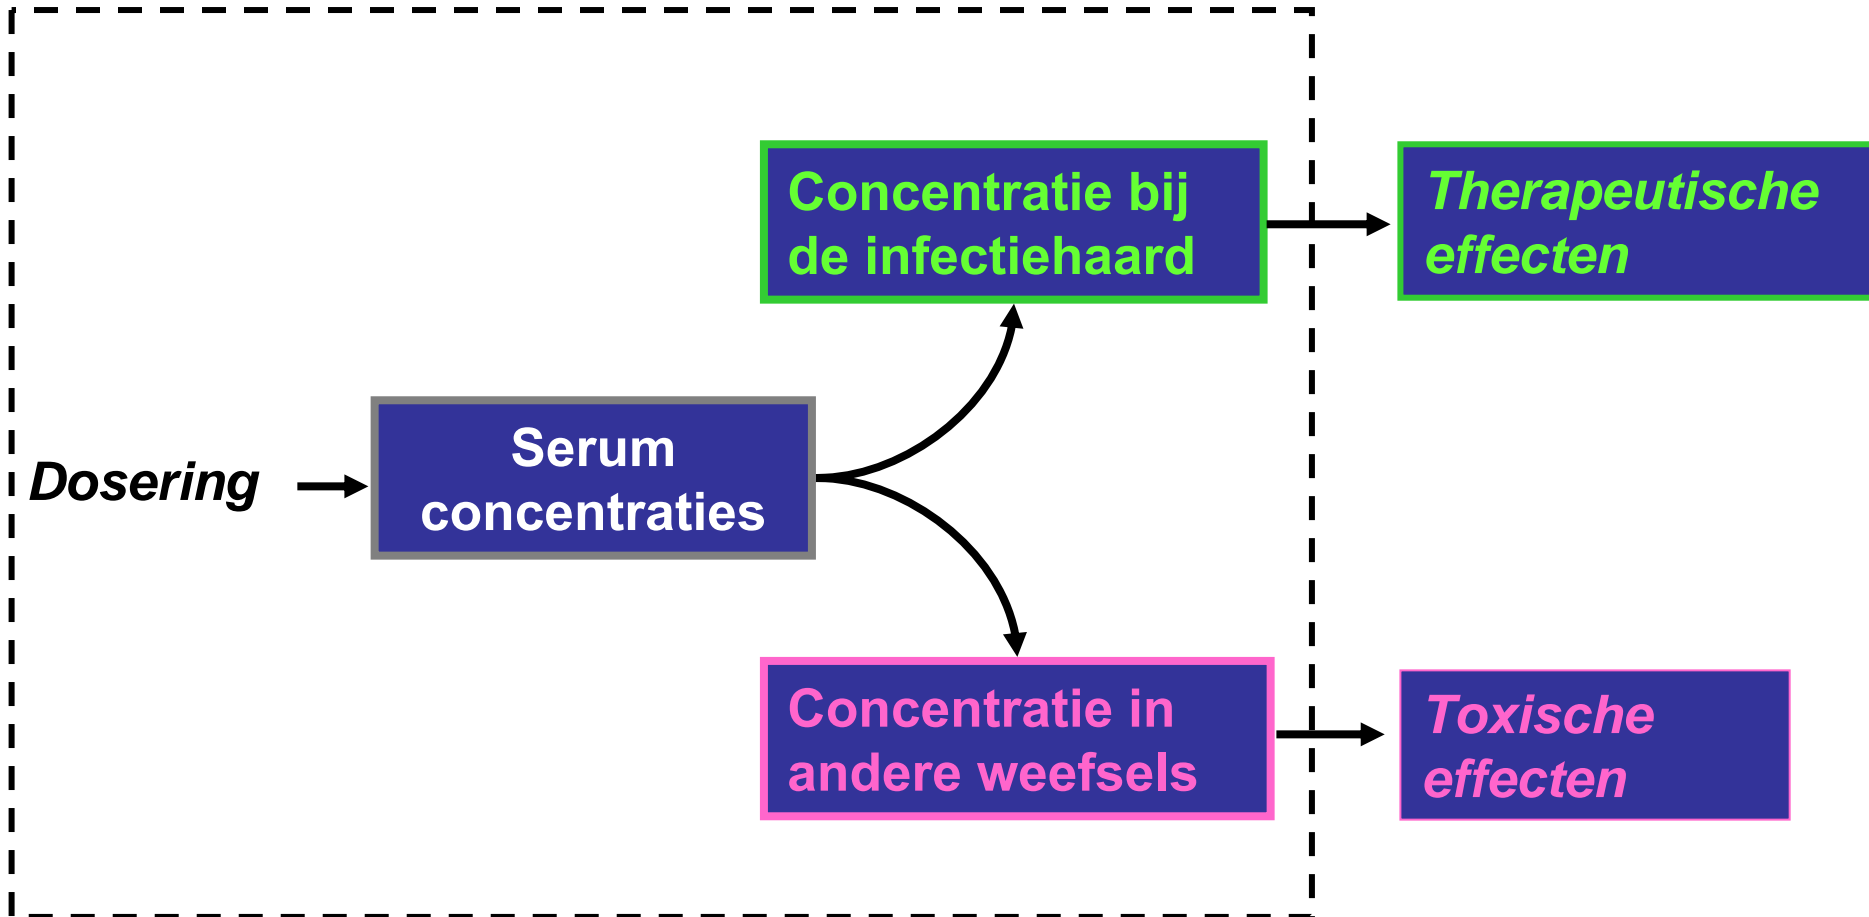 Dosering
Serum
concentraties
Concentratie bij
de infectiehaard
Therapeutische
effecten
Concentratie in
andere weefsels
Toxische
effecten